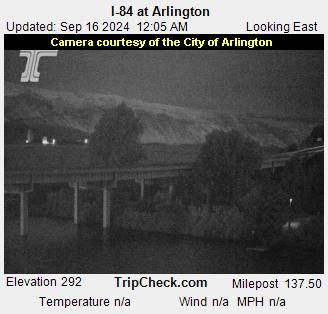 I-84 at Arlington
Updated: Sep 16 2024 12:05 AM Looking East
Camera courtesy of the City of Arlington
Elevation 292 TripCheck.com Milepost 137.50
Temperature n/a Wind n/a MPH n/a